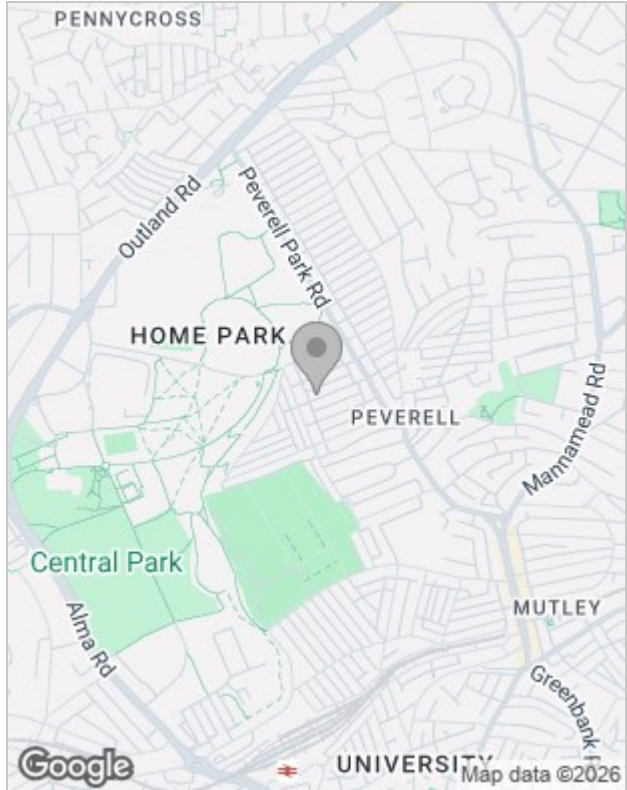 PENNYCROSS
Outland Rd
Peverell Park Rd
HOME PARK
PEVERELL
Mannamead Rd
Central Park
MUTLEY
Alma Rd
Greenbank
UNIVERSITY
Google
Map data ©2026